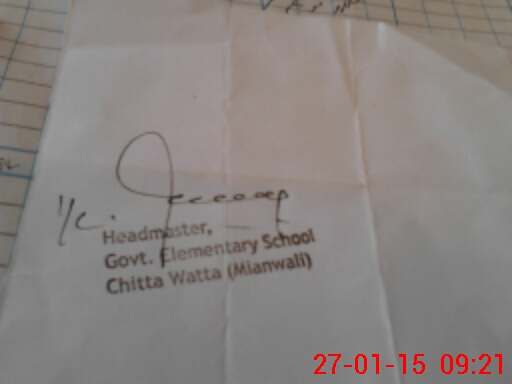 I/C.
Headmaster,
Govt. Elementary School
Chitta Watta (Mianwali)
27-01-15 09:21